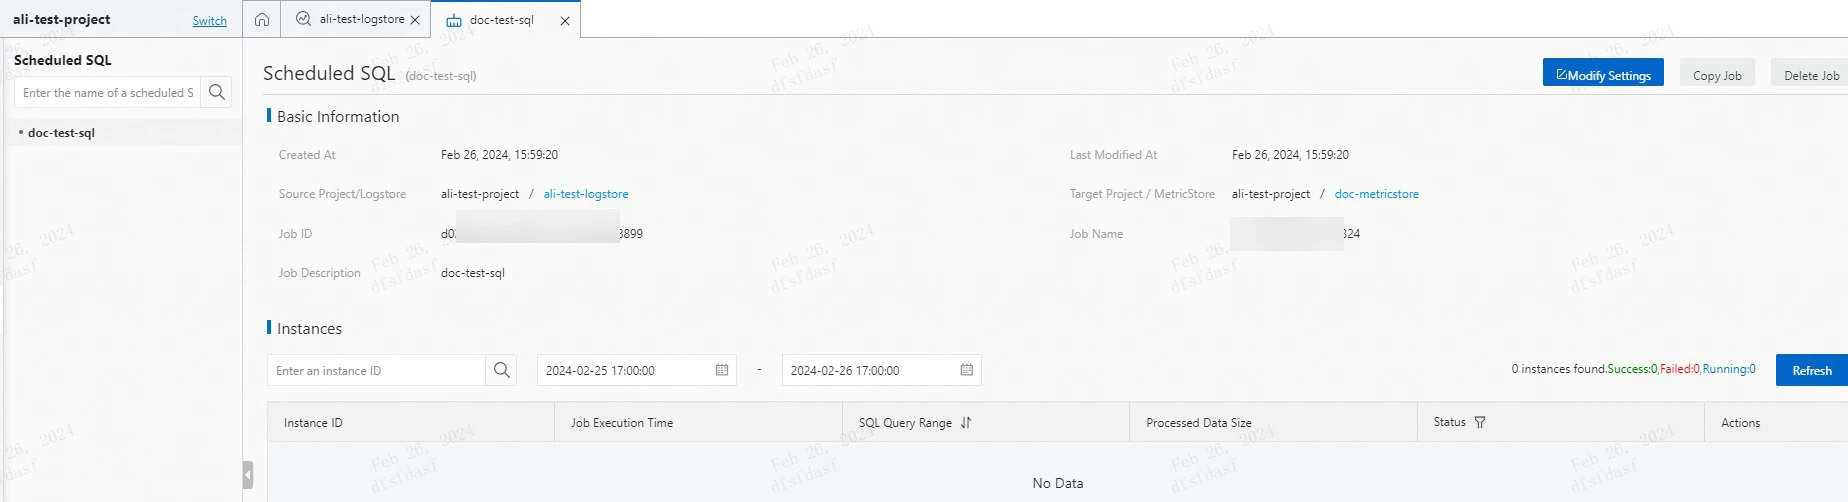 ali-test-project Switch ali-test-logstore doc-test-sql
Scheduled SQL
Enter the name of a scheduled S
doc-test-sql
Scheduled SQL (doc-test-sql) Modify Settings Copy Job Delete Job
Basic Information
Created At Feb 26, 2024, 15:59:20 Last Modified At Feb 26, 2024, 15:59:20
Source Project/Logstore ali-test-project / ali-test-logstore Target Project / MetricStore ali-test-project / doc-metricstore
Job ID Job Name
Job Description doc-test-sql
Instances
Enter an instance ID 2024-02-25 17:00:00 - 2024-02-26 17:00:00 0 instances found.Success:0,Failed:0,Running:0 Refresh
Instance ID Job Execution Time SQL Query Range Processed Data Size Status Actions
No Data
Feb 26, 2024
dfsfdasf